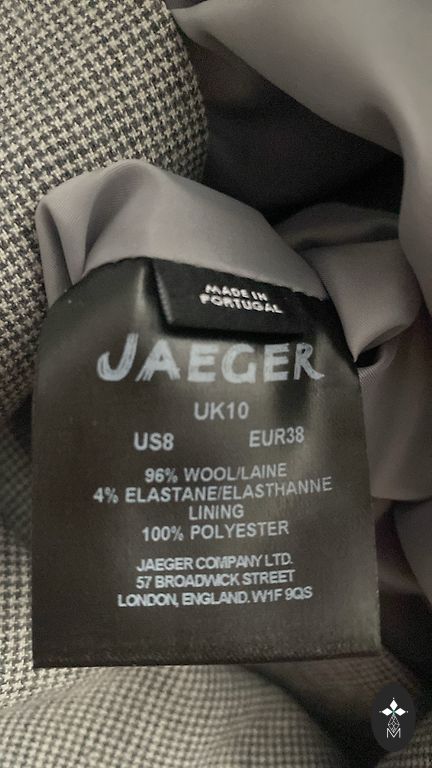 MADE IN
PORTUGAL
JAEGER
UK10
US8 EUR38
96% WOOL/LAINE
4% ELASTANE/ELASTHANNE
LINING
100% POLYESTER
JAEGER COMPANY LTD.
57 BROADWICK STREET
LONDON, ENGLAND. W1F 9QS
M